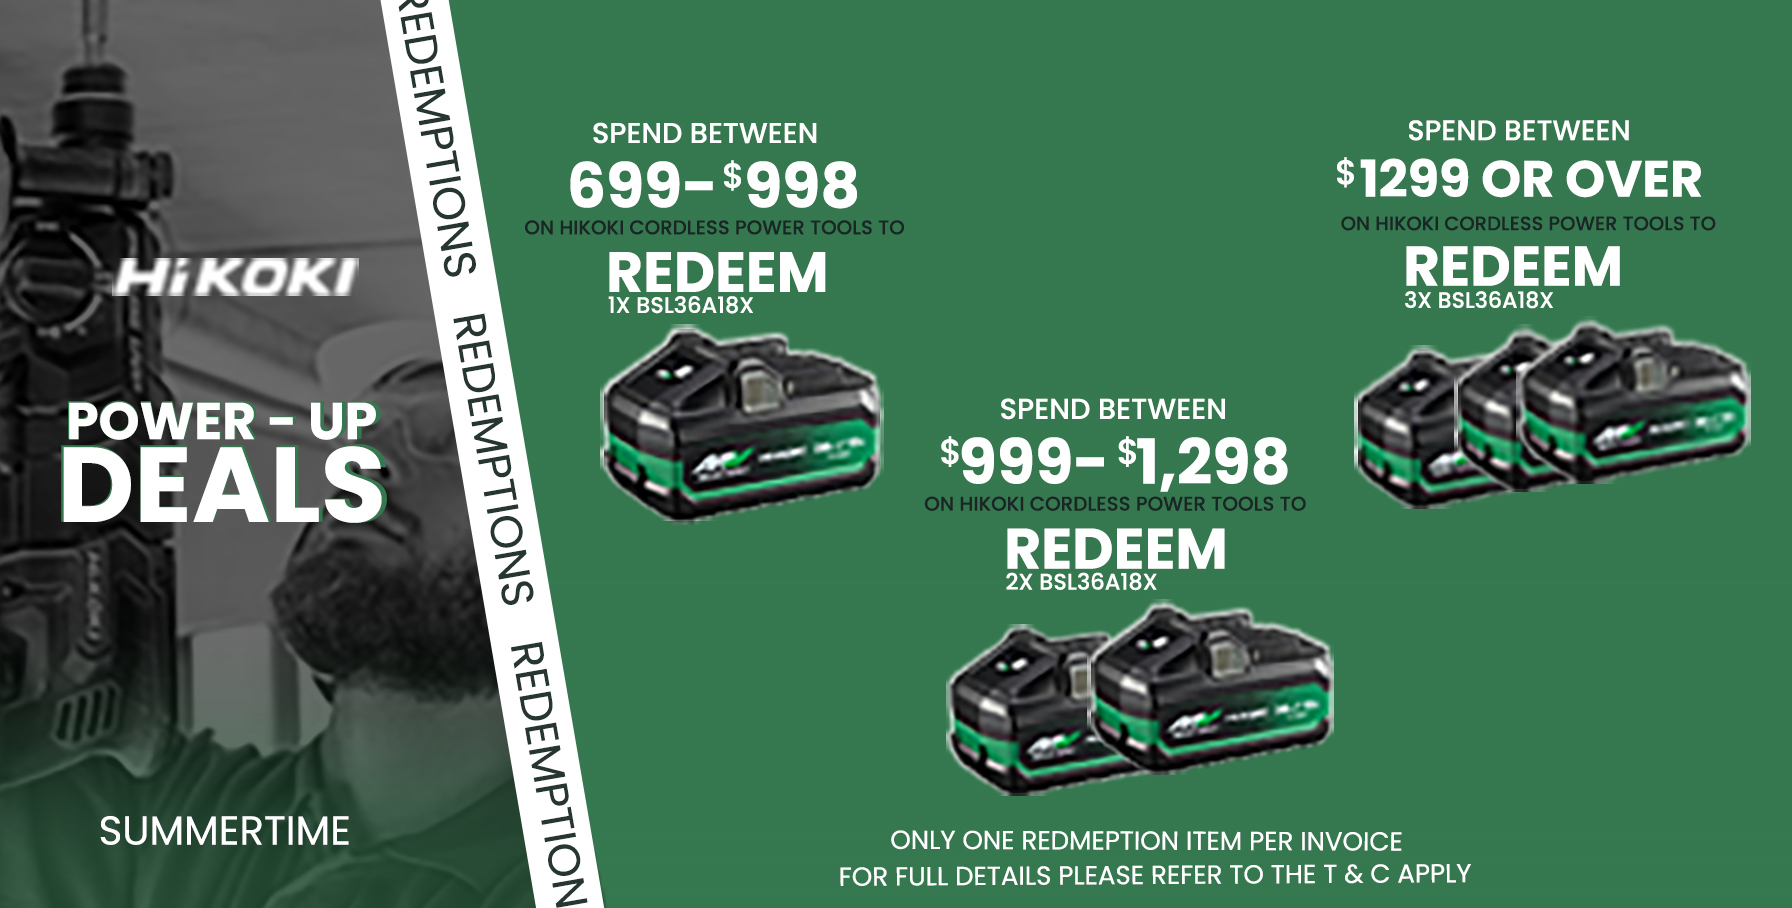 HiKOKI
POWER - UP
DEALS
SUMMERTIME
REDEMPTIONS
REDEMPTIONS
REDEMPTION
SPEND BETWEEN
699- $998
ON HIKOKI CORDLESS POWER TOOLS TO
REDEEM
1X BSL36A18X
SPEND BETWEEN
$999- $1,298
ON HIKOKI CORDLESS POWER TOOLS TO
REDEEM
2X BSL36A18X
SPEND BETWEEN
$1299 OR OVER
ON HIKOKI CORDLESS POWER TOOLS TO
REDEEM
3X BSL36A18X
ONLY ONE REDMEPTION ITEM PER INVOICE
FOR FULL DETAILS PLEASE REFER TO THE T & C APPLY